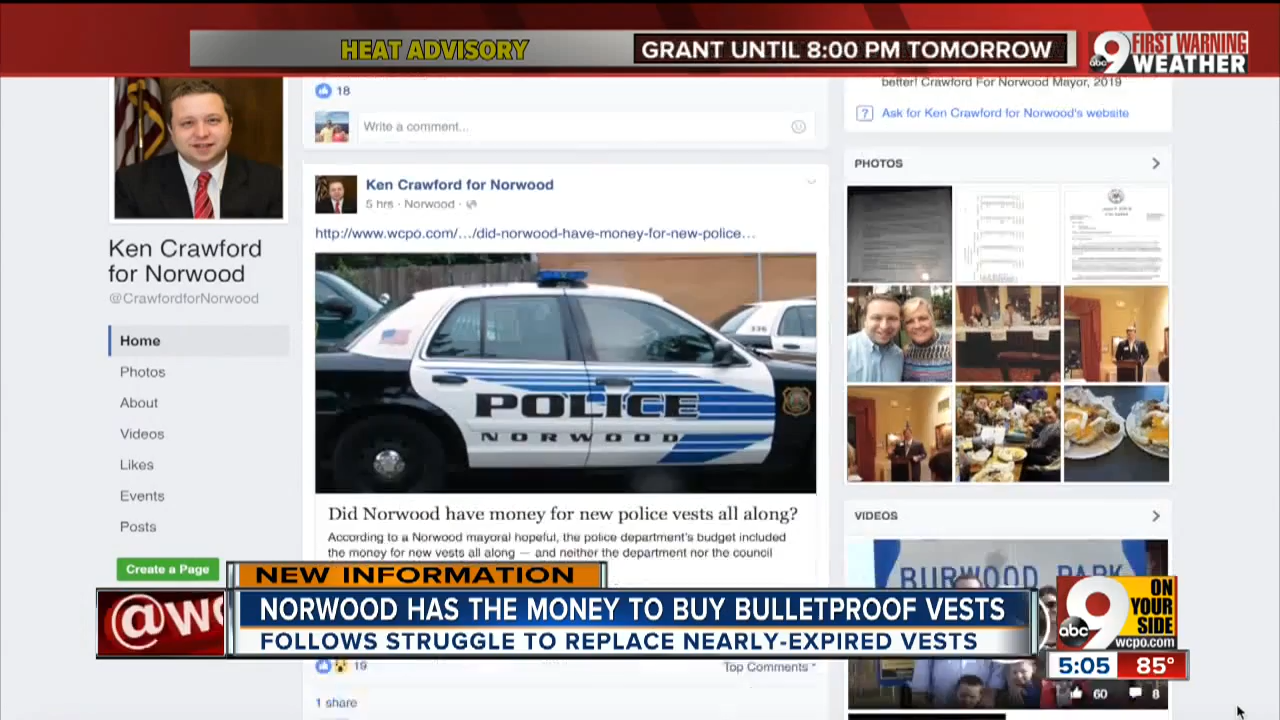 HEAT ADVISORY
GRANT UNTIL 8:00 PM TOMORROW
abc 9 FIRST WARNING
WEATHER
18
Write a comment...
Ken Crawford for Norwood
5 hrs · Norwood ·
http://www.wcpo.com/…/did-norwood-have-money-for-new-police…
POLICE
NORWOOD
336
Did Norwood have money for new police vests all along?
According to a Norwood mayoral hopeful, the police department's budget included
the money for new vests all along — and neither the department nor the council
19
Top Comments
1 share
Ken Crawford
for Norwood
@CrawfordforNorwood
Home
Photos
About
Videos
Likes
Events
Posts
Create a Page
better! Crawford For Norwood Mayor, 2019
? Ask for Ken Crawford for Norwood's website
PHOTOS
VIDEOS
BURWOOD PARK
60 8
NEW INFORMATION
@WC
NORWOOD HAS THE MONEY TO BUY BULLETPROOF VESTS
FOLLOWS STRUGGLE TO REPLACE NEARLY-EXPIRED VESTS
abc 9
ON
YOUR
SIDE
wcpo.com
5:05 85°